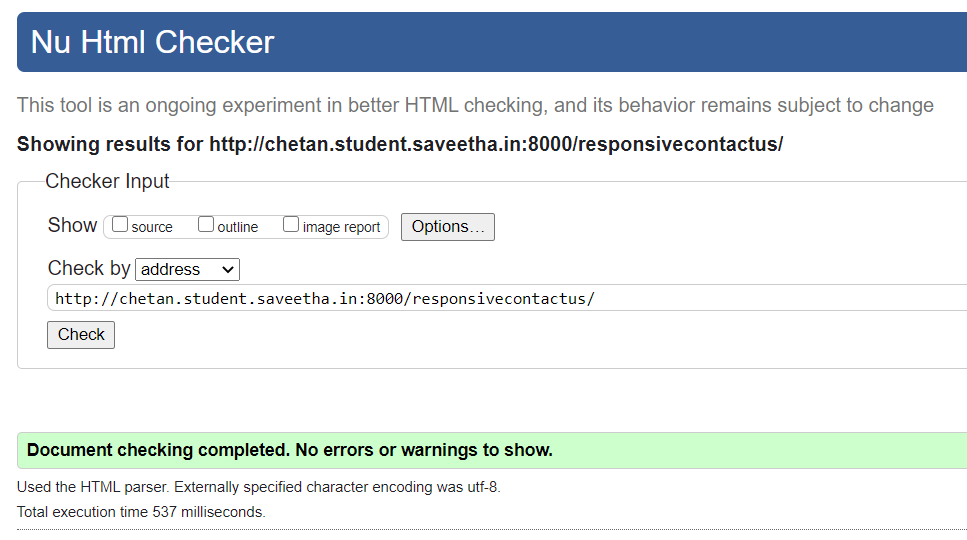 Nu Html Checker
This tool is an ongoing experiment in better HTML checking, and its behavior remains subject to change
Showing results for http://chetan.student.saveetha.in:8000/responsivecontactus/
Checker Input
Show source outline image report Options...
Check by address
http://chetan.student.saveetha.in:8000/responsivecontactus/
Check
Document checking completed. No errors or warnings to show.
Used the HTML parser. Externally specified character encoding was utf-8.
Total execution time 537 milliseconds.